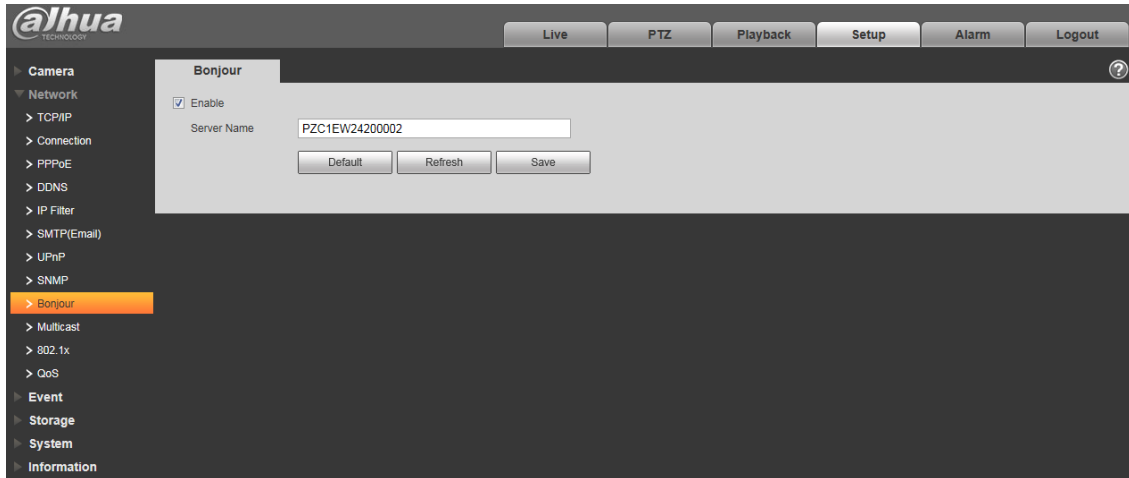 alhua
TECHNOLOGY
Live PTZ Playback Setup Alarm Logout
Camera
Network
> TCP/IP
> Connection
> PPPoE
> DDNS
> IP Filter
> SMTP(Email)
> UPnP
> SNMP
> Bonjour
> Multicast
> 802.1x
> QoS
Event
Storage
System
Information
Bonjour
?
Enable
Server Name PZC1EW24200002
Default Refresh Save